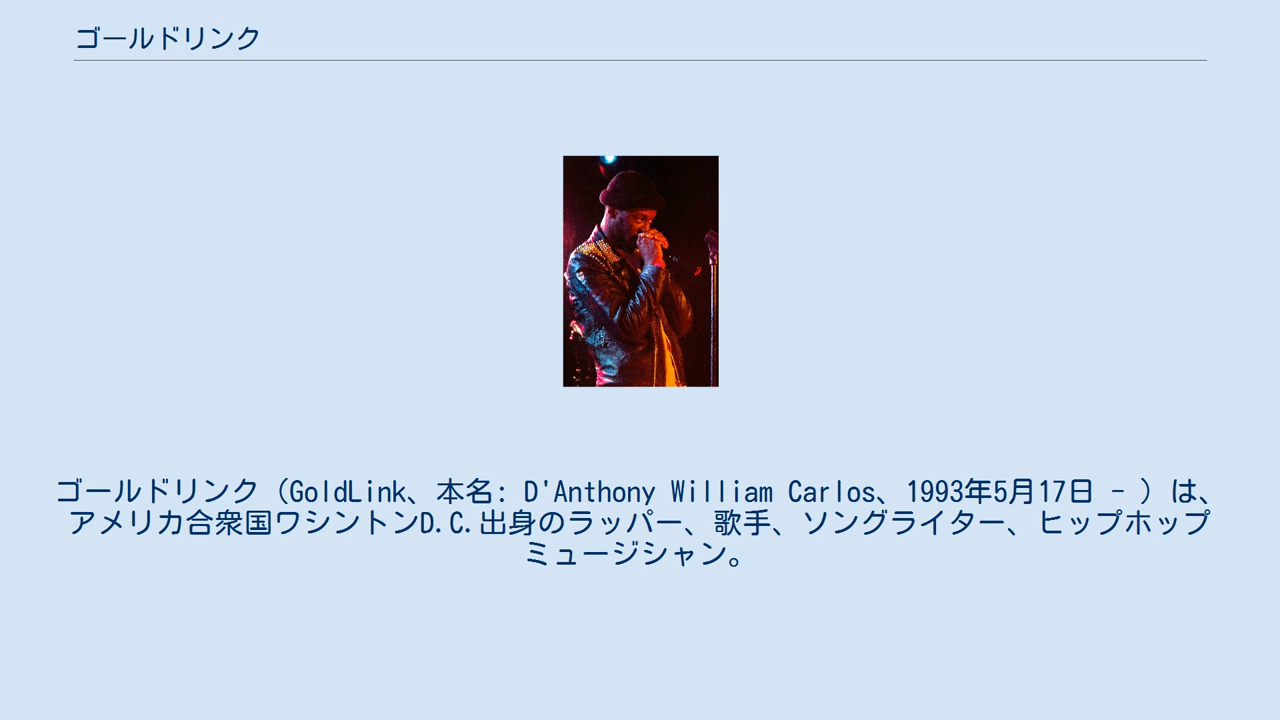 ゴールドリンク
ゴールドリンク（GoldLink、本名: D'Anthony William Carlos、1993年5月17日 - ）は、
アメリカ合衆国ワシントンD.C.出身のラッパー、歌手、ソングライター、ヒップホップ
ミュージシャン。